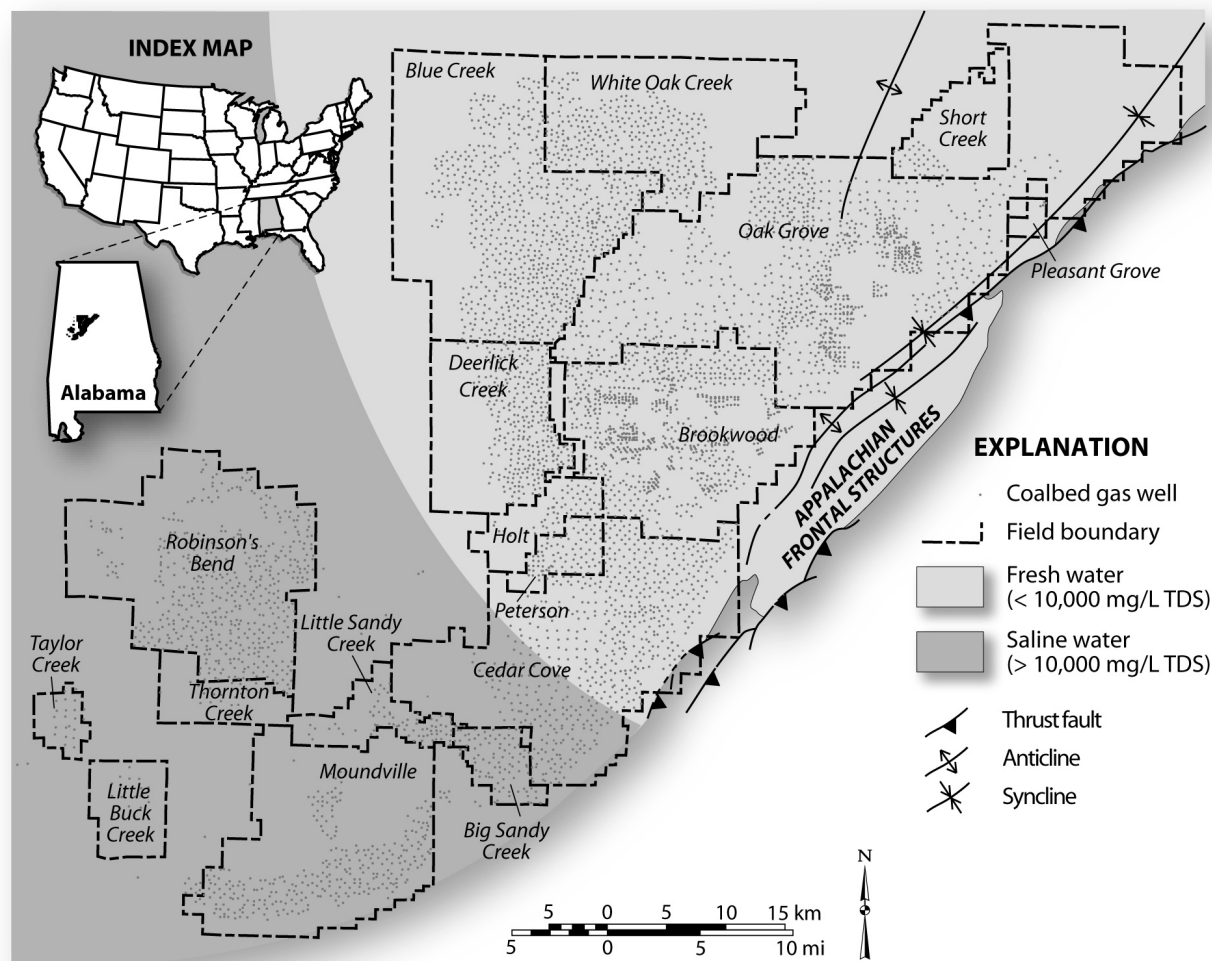 INDEX MAP
Alabama
Blue Creek
White Oak Creek
Short
Creek
Oak Grove
Pleasant Grove
Deerlick
Creek
Brookwood
APPALACHIAN
FRONTAL STRUCTURES
Holt
Peterson
Robinson's
Bend
Little Sandy
Creek
Taylor
Creek
Cedar Cove
Thornton
Creek
Moundville
Little
Buck
Creek
Big Sandy
Creek
EXPLANATION
Coalbed gas well
Field boundary
Fresh water
(< 10,000 mg/L TDS)
Saline water
(> 10,000 mg/L TDS)
Thrust fault
Anticline
Syncline
N
5 0 5 10 15 km
5 0 5 10 mi